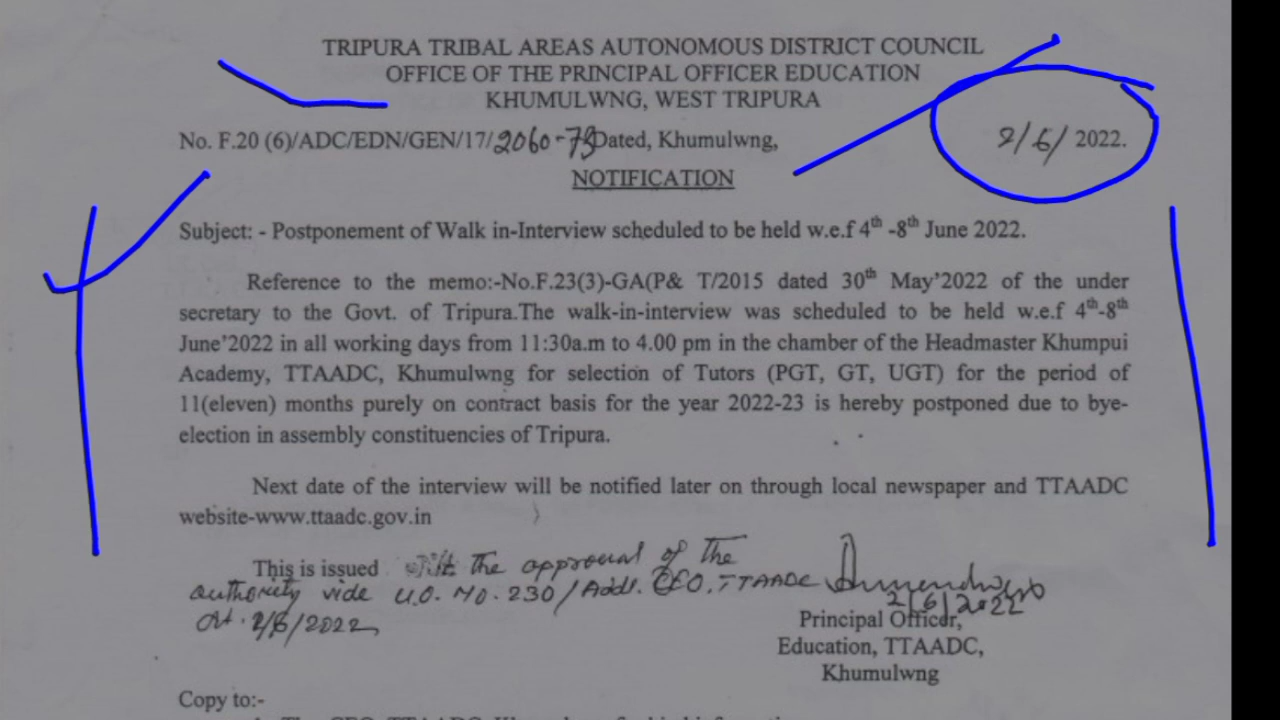 TRIPURA TRIBAL AREAS AUTONOMOUS DISTRICT COUNCIL
OFFICE OF THE PRINCIPAL OFFICER EDUCATION
KHUMULWNG, WEST TRIPURA
No. F.20 (6)/ADC/EDN/GEN/17/2060-73 Dated, Khumulwng, 2/6/ 2022.
NOTIFICATION
Subject: - Postponement of Walk in-Interview scheduled to be held w.e.f 4th -8th June 2022.
Reference to the memo:-No.F.23(3)-GA(P& T/2015 dated 30th May'2022 of the under
secretary to the Govt. of Tripura.The walk-in-interview was scheduled to be held w.e.f 4th-8th
June'2022 in all working days from 11:30a.m to 4.00 pm in the chamber of the Headmaster Khumpui
Academy, TTAADC, Khumulwng for selection of Tutors (PGT, GT, UGT) for the period of
11(eleven) months purely on contract basis for the year 2022-23 is hereby postponed due to bye-
election in assembly constituencies of Tripura.
Next date of the interview will be notified later on through local newspaper and TTAADC
website-www.ttaadc.gov.in
This is issued the approval of the
authority vide U.O. No. 230/Addl. CEO, TTAADC
dt. 2/6/2022
2/6/2022
Principal Officer,
Education, TTAADC,
Khumulwng
Copy to:-